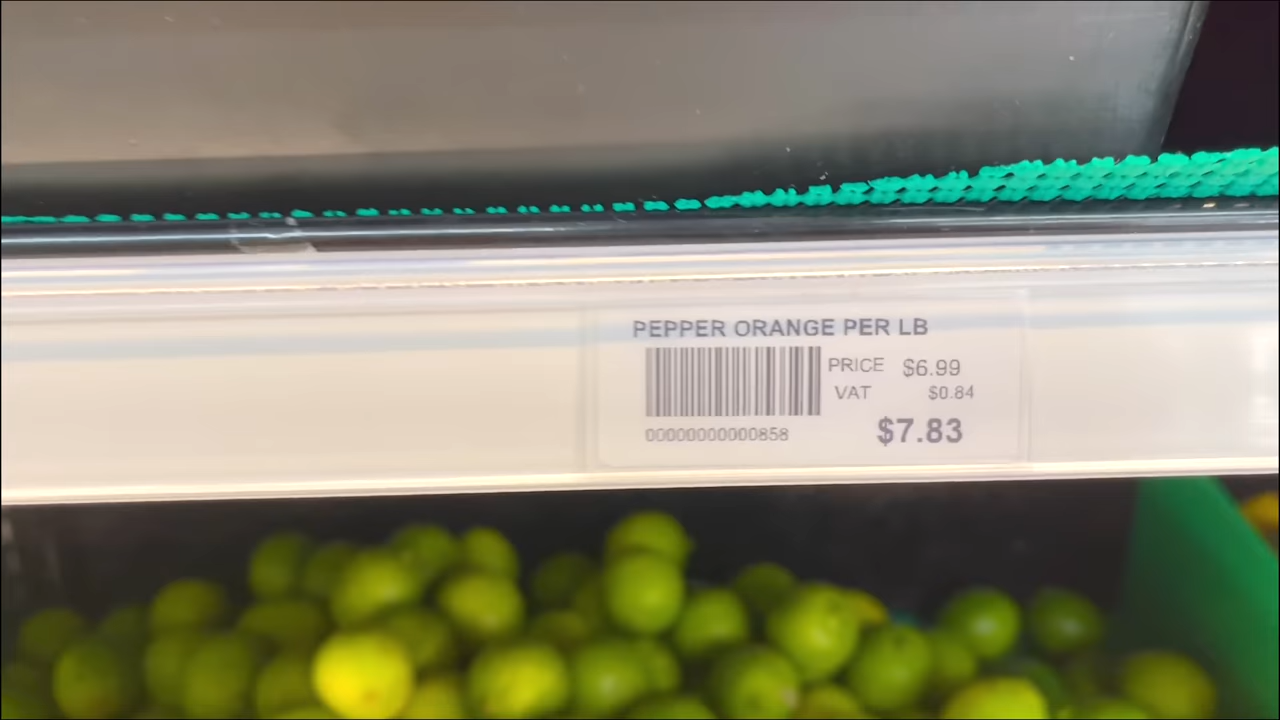 PEPPER ORANGE PER LB
PRICE $6.99
VAT $0.84
00000000000858 $7.83